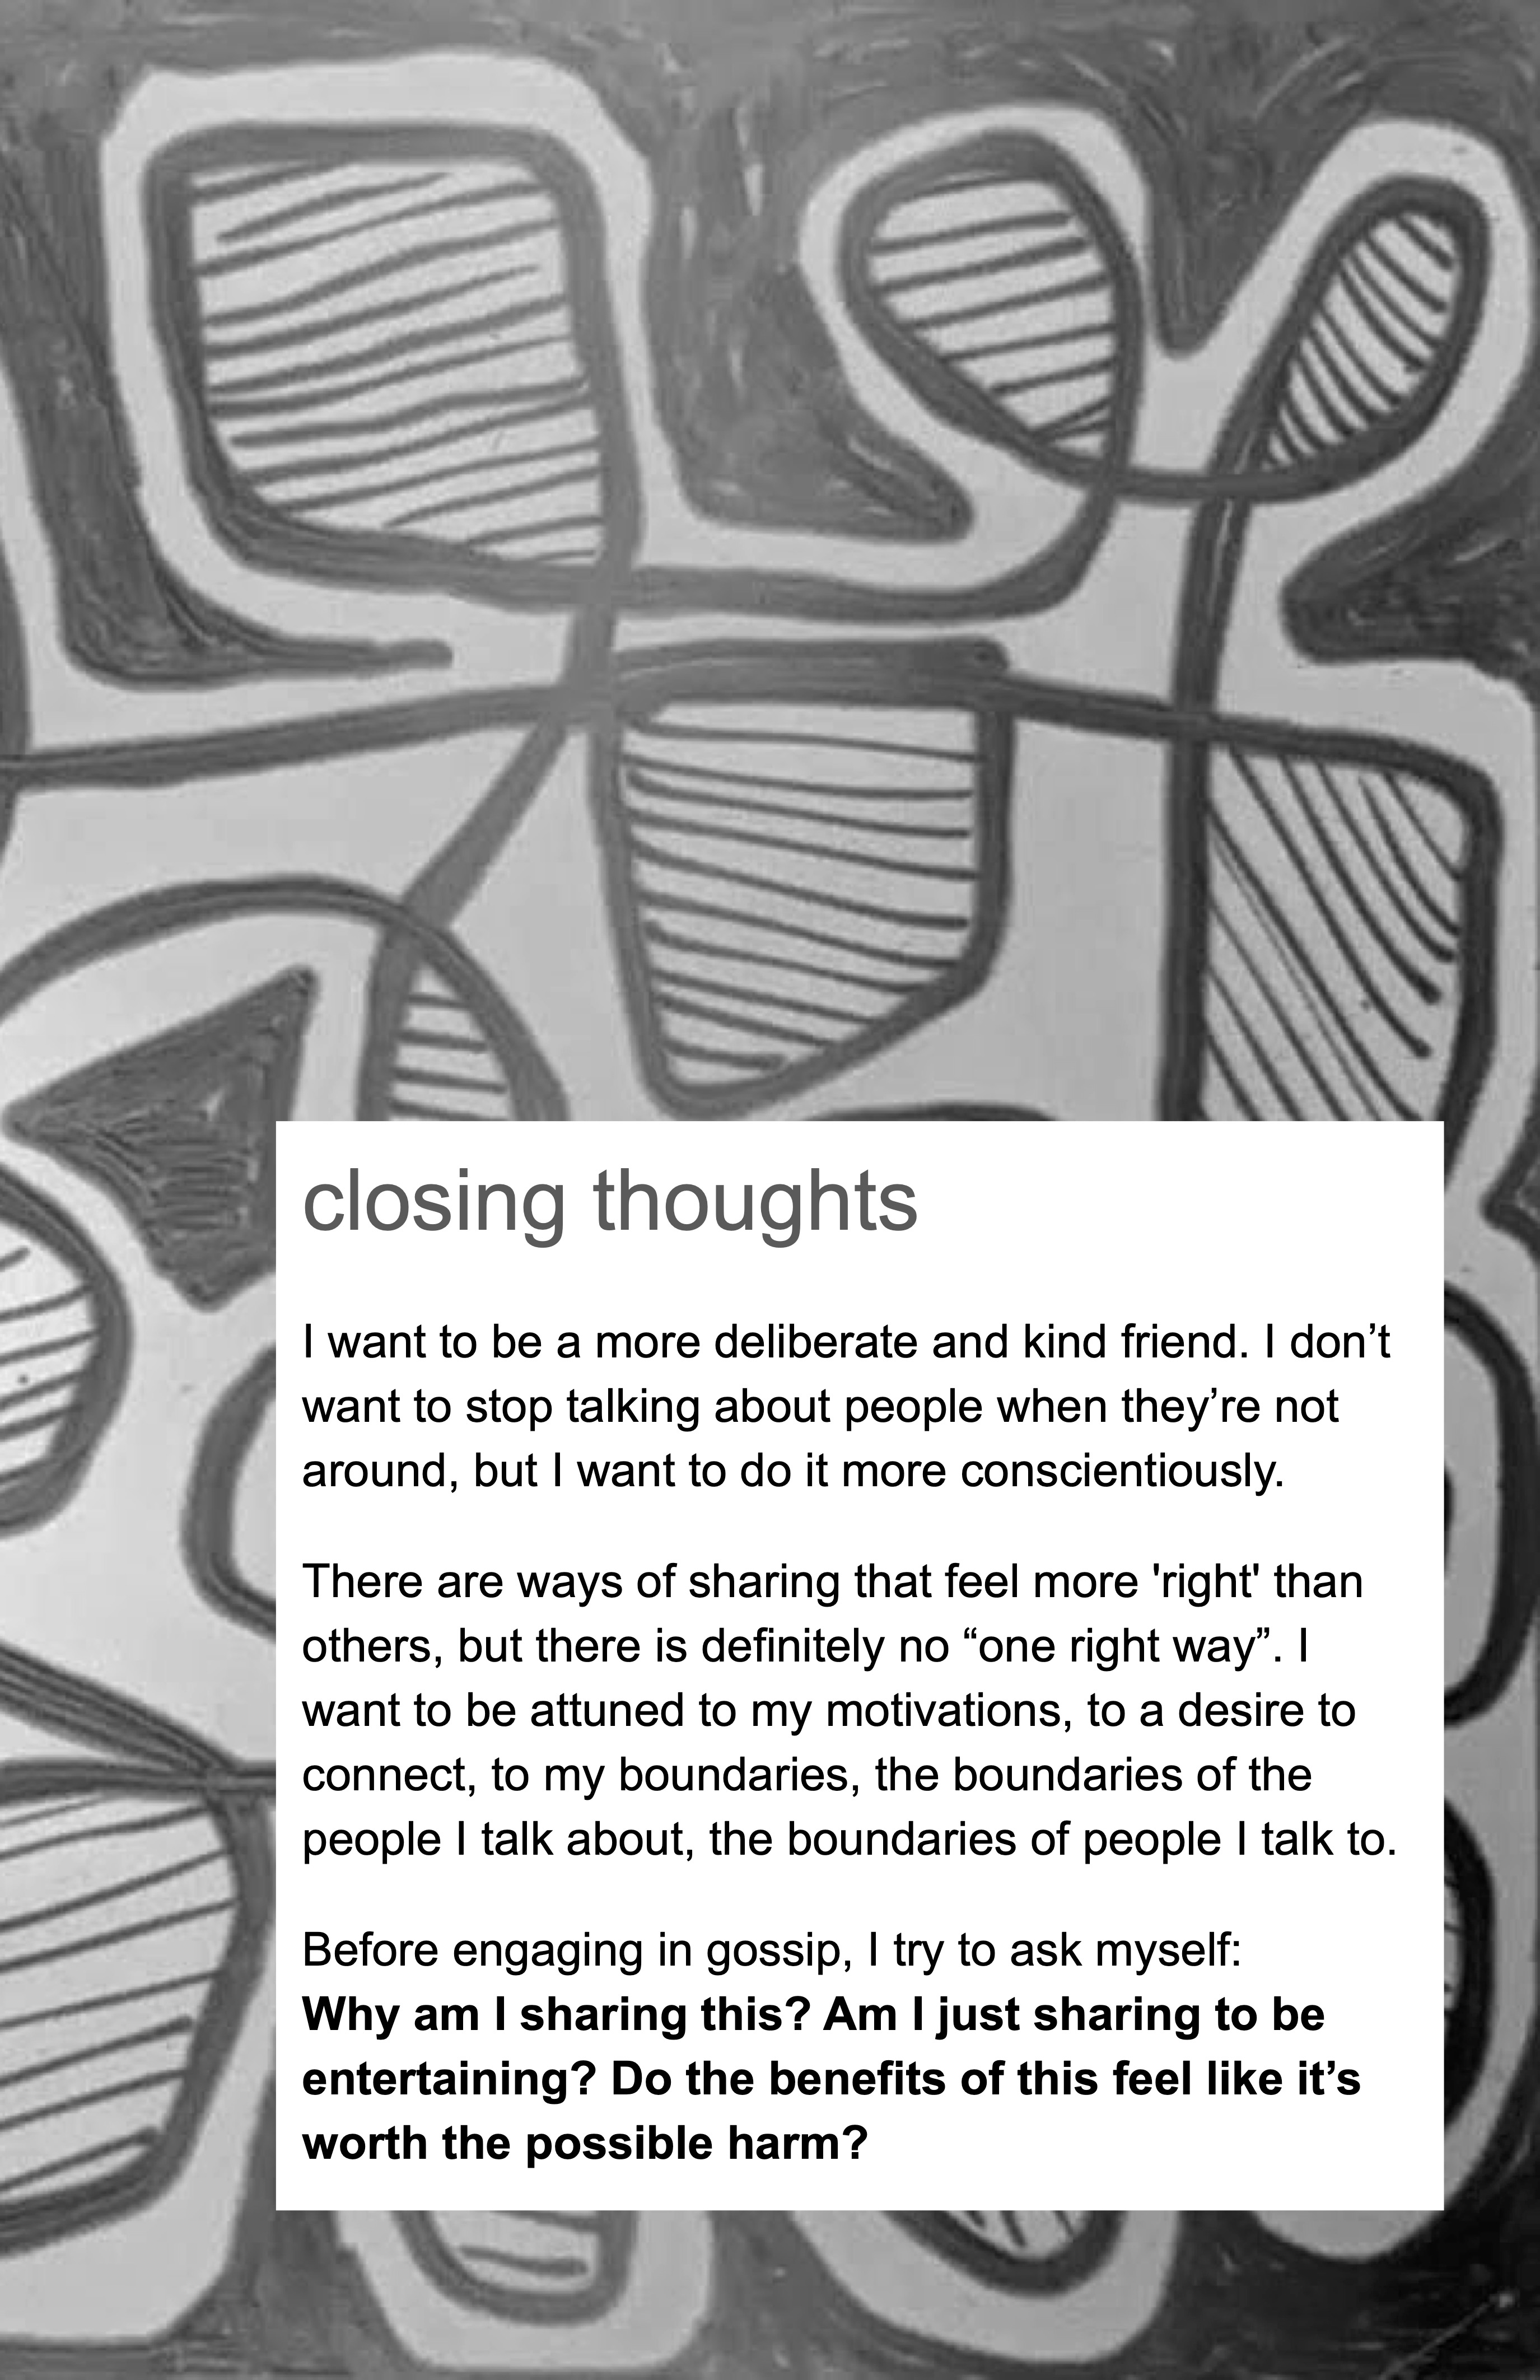 closing thoughts
I want to be a more deliberate and kind friend. I don’t
want to stop talking about people when they’re not
around, but I want to do it more conscientiously.
There are ways of sharing that feel more 'right' than
others, but there is definitely no “one right way”. I
want to be attuned to my motivations, to a desire to
connect, to my boundaries, the boundaries of the
people I talk about, the boundaries of people I talk to.
Before engaging in gossip, I try to ask myself:
Why am I sharing this? Am I just sharing to be
entertaining? Do the benefits of this feel like it’s
worth the possible harm?